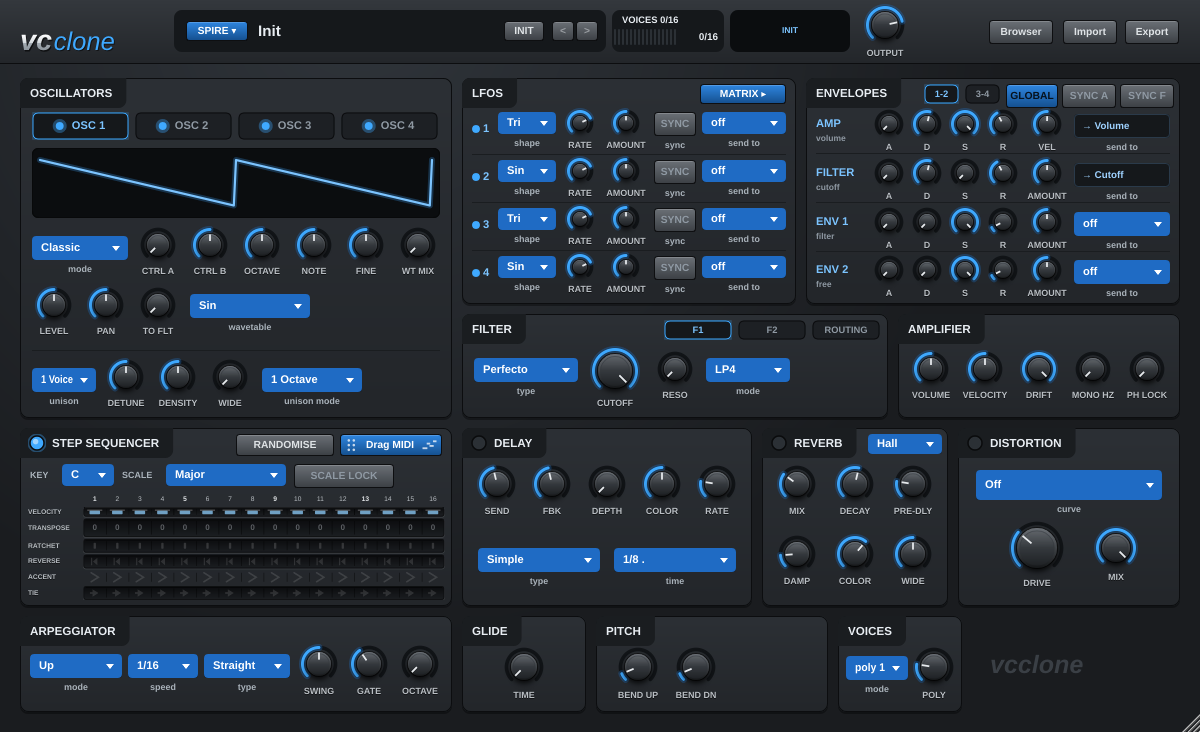 vcclone
SPIRE ▾ Init INIT < > VOICES 0/16 0/16 INIT OUTPUT Browser Import Export
OSCILLATORS
OSC 1 OSC 2 OSC 3 OSC 4
Classic
mode CTRL A CTRL B OCTAVE NOTE FINE WT MIX
Sin
LEVEL PAN TO FLT wavetable
1 Voice 1 Octave
unison DETUNE DENSITY WIDE unison mode
LFOS MATRIX ▸
1 Tri SYNC off
shape RATE AMOUNT sync send to
2 Sin SYNC off
shape RATE AMOUNT sync send to
3 Tri SYNC off
shape RATE AMOUNT sync send to
4 Sin SYNC off
shape RATE AMOUNT sync send to
ENVELOPES 1-2 3-4 GLOBAL SYNC A SYNC F
AMP → Volume
volume A D S R VEL send to
FILTER → Cutoff
cutoff A D S R AMOUNT send to
ENV 1 off
filter A D S R AMOUNT send to
ENV 2 off
free A D S R AMOUNT send to
FILTER F1 F2 ROUTING
Perfecto LP4
type CUTOFF RESO mode
AMPLIFIER
VOLUME VELOCITY DRIFT MONO HZ PH LOCK
STEP SEQUENCER RANDOMISE Drag MIDI
KEY C SCALE Major SCALE LOCK
1 2 3 4 5 6 7 8 9 10 11 12 13 14 15 16
VELOCITY
TRANSPOSE 0 0 0 0 0 0 0 0 0 0 0 0 0 0 0 0
RATCHET
REVERSE
ACCENT
TIE
DELAY
SEND FBK DEPTH COLOR RATE
Simple 1/8 .
type time
REVERB Hall
MIX DECAY PRE-DLY
DAMP COLOR WIDE
DISTORTION
Off
curve
DRIVE MIX
ARPEGGIATOR
Up 1/16 Straight
mode speed type SWING GATE OCTAVE
GLIDE
TIME
PITCH
BEND UP BEND DN
VOICES
poly 1
mode POLY
vcclone